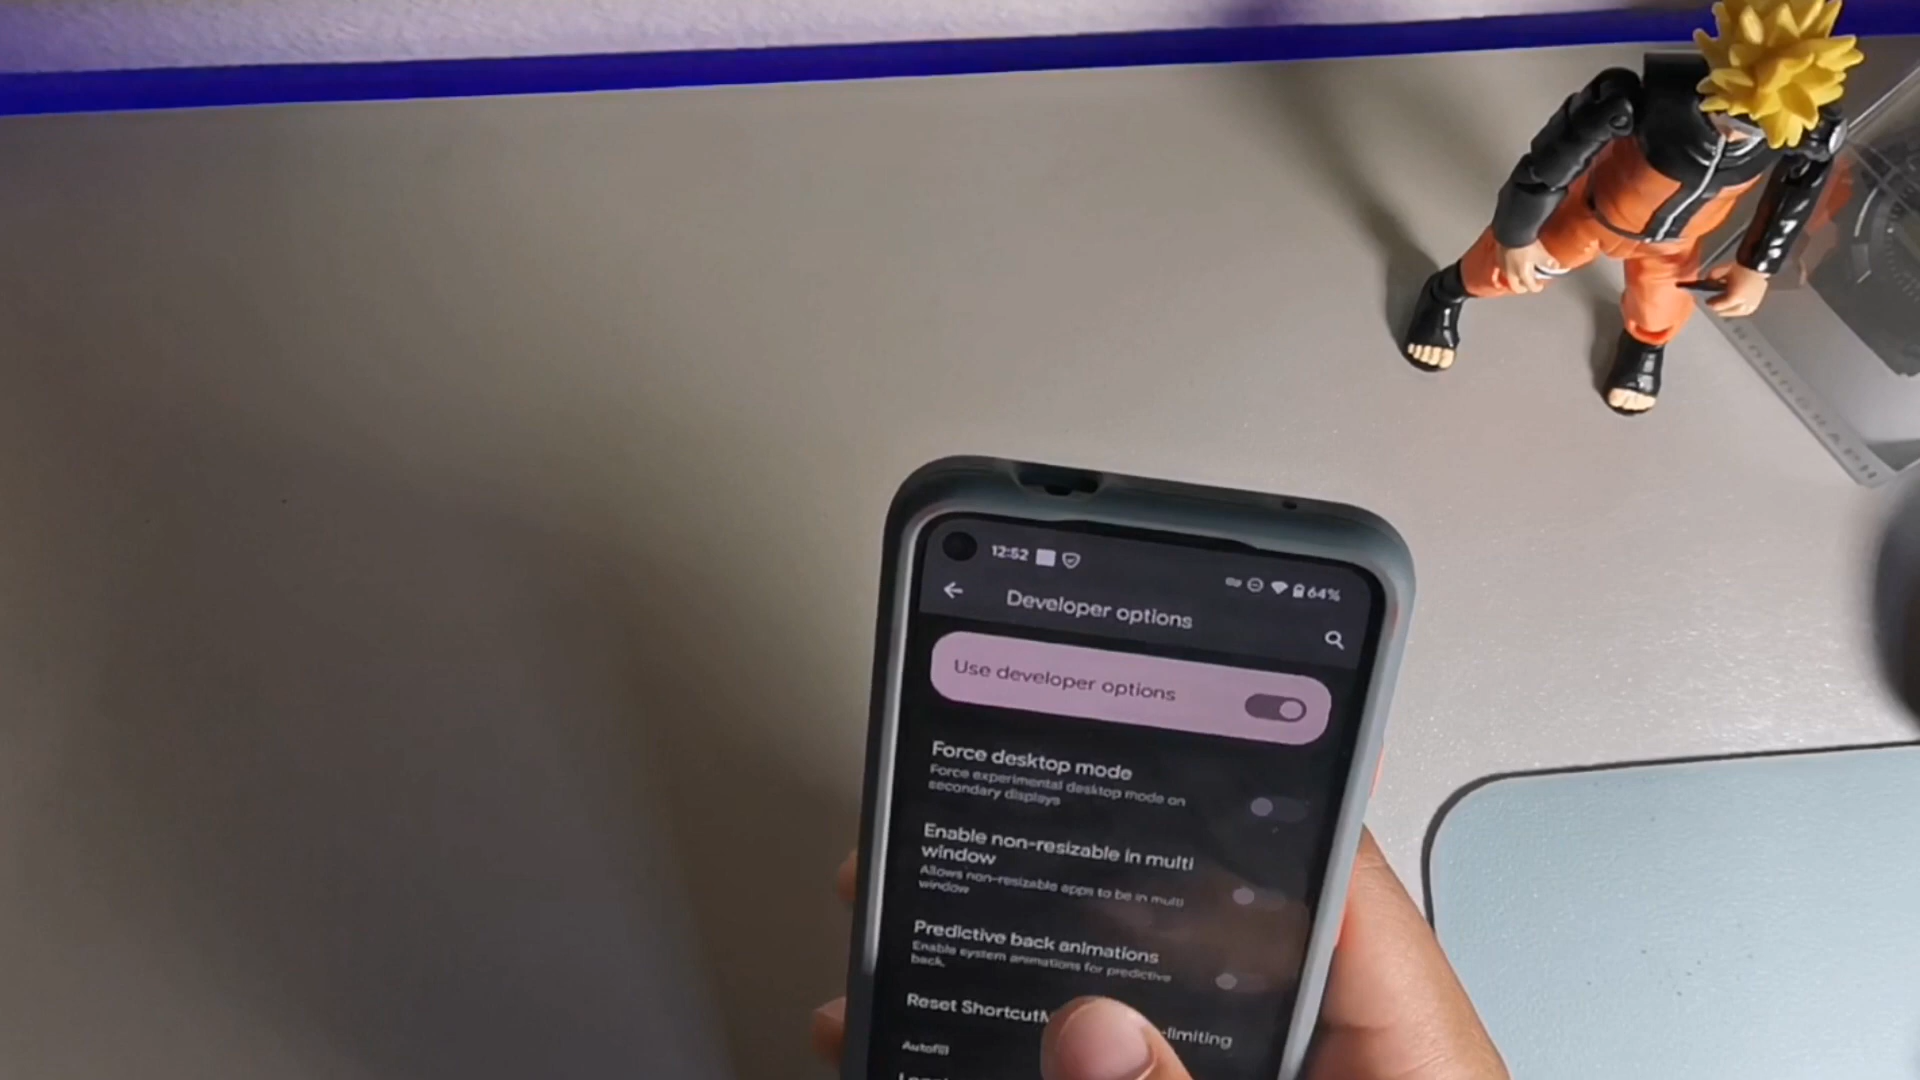 12:52
64%
Developer options
Use developer options
Force desktop mode
Force experimental desktop mode on
secondary displays
Enable non-resizable in multi
window
Allows non-resizable apps to be in multi
window
Predictive back animations
Enable system animations for predictive
back.
Reset -limiting
Autofill